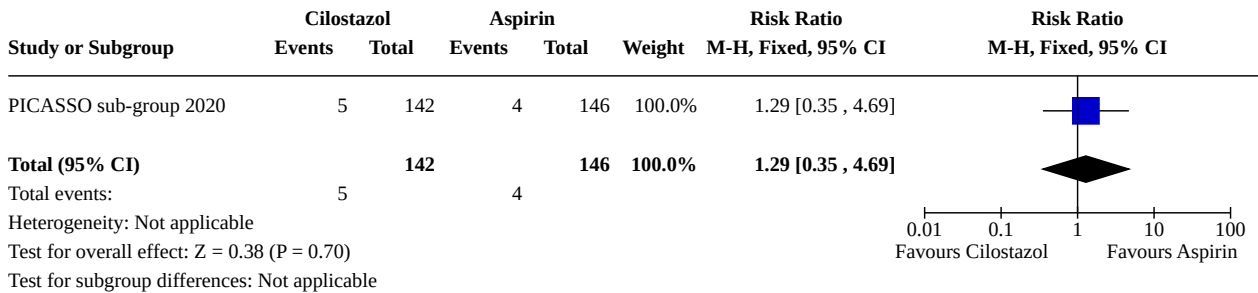 Cilostazol Aspirin Risk Ratio Risk Ratio
Study or Subgroup Events Total Events Total Weight M-H, Fixed, 95% CI M-H, Fixed, 95% CI
PICASSO sub-group 2020 5 142 4 146 100.0% 1.29 [0.35 , 4.69]
Total (95% CI) 142 146 100.0% 1.29 [0.35 , 4.69]
Total events: 5 4
Heterogeneity: Not applicable
Test for overall effect: Z = 0.38 (P = 0.70)
Test for subgroup differences: Not applicable
0.01 0.1 1 10 100
Favours Cilostazol Favours Aspirin